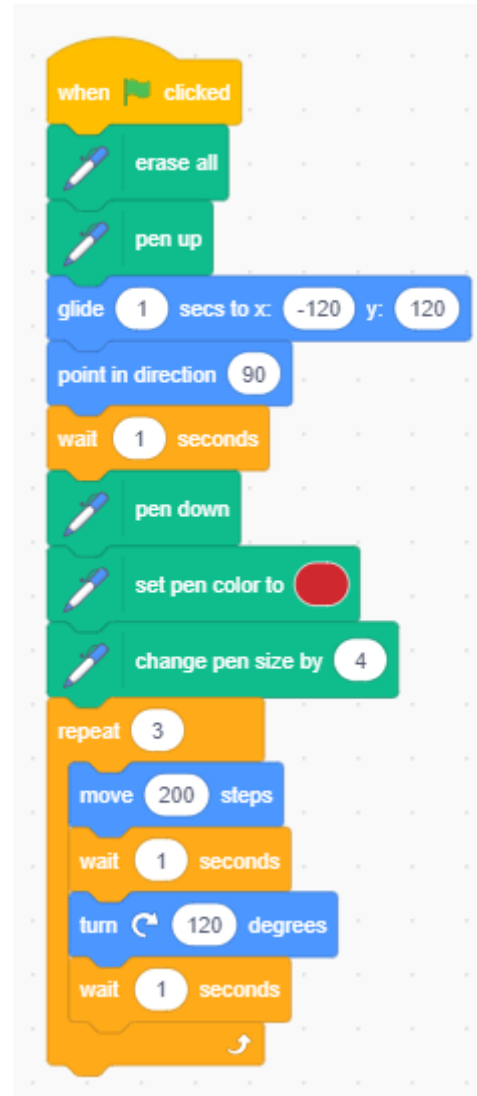 when clicked
erase all
pen up
glide 1 secs to x: -120 y: 120
point in direction 90
wait 1 seconds
pen down
set pen color to
change pen size by 4
repeat 3
move 200 steps
wait 1 seconds
turn 120 degrees
wait 1 seconds